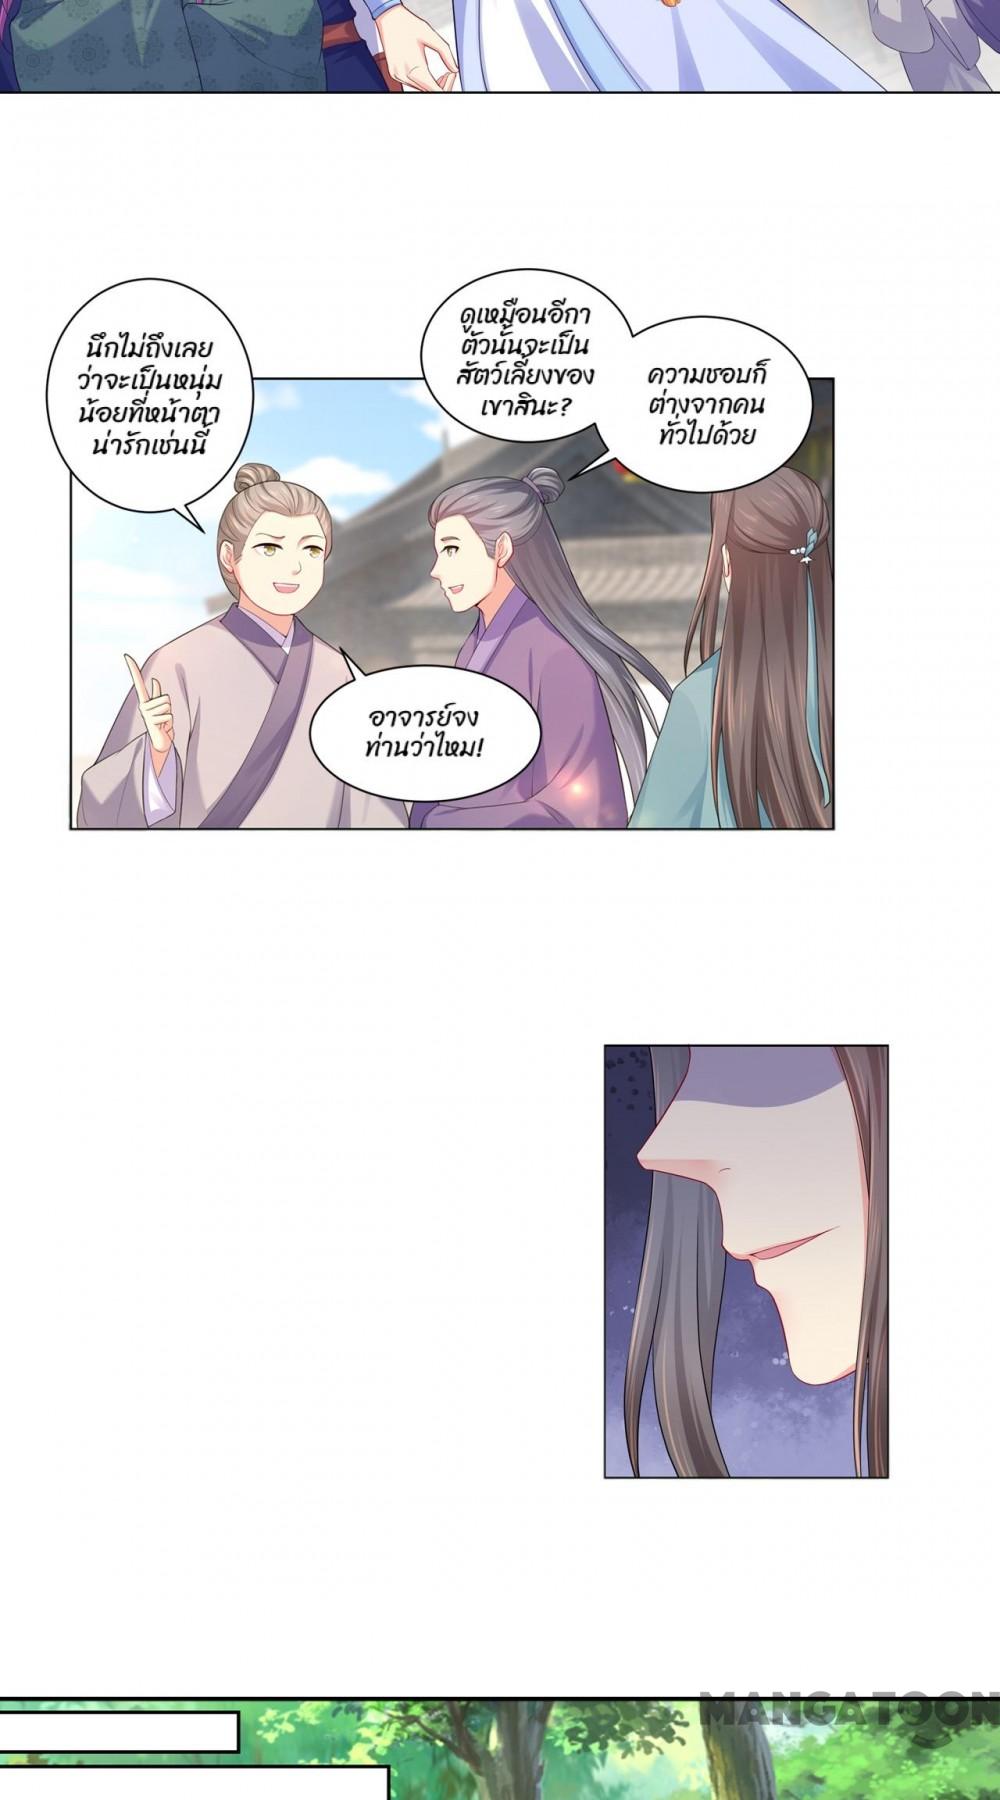 นึกไม่ถึงเลย
ว่าจะเป็นหนุ่ม
น้อยที่หน้าตา
น่ารักเช่นนี้
ดูเหมือนอีกา
ตัวนั้นจะเป็น
สัตว์เลี้ยงของ
เขาสินะ?
ความชอบก็
ต่างจากคน
ทั่วไปด้วย
อาจารย์จง
ท่านว่าไหม!
MANGATOON